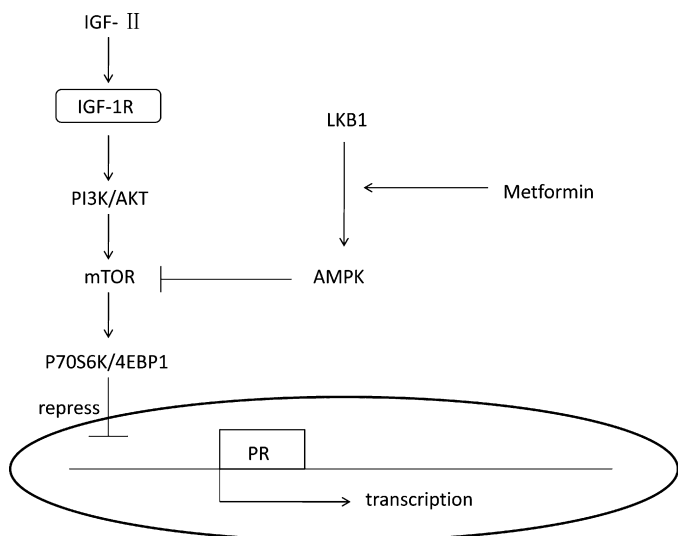 IGF- Ⅱ
IGF-1R
LKB1
PI3K/AKT
Metformin
mTOR
AMPK
P70S6K/4EBP1
repress
PR
transcription